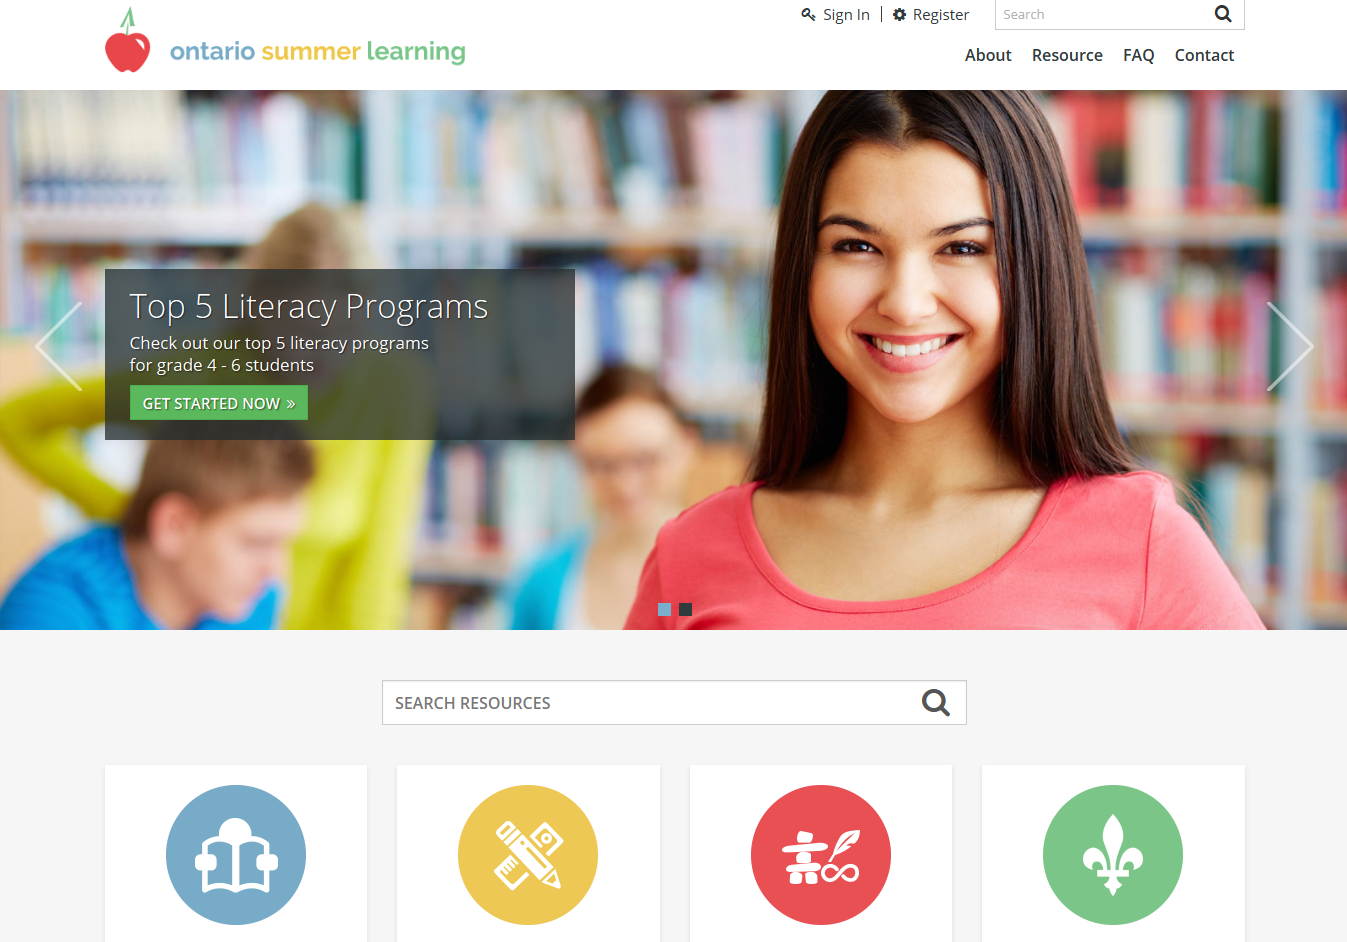 Sign In
Register
Search
ontario summer learning
About Resource FAQ Contact
Top 5 Literacy Programs
Check out our top 5 literacy programs
for grade 4 - 6 students
GET STARTED NOW »
SEARCH RESOURCES